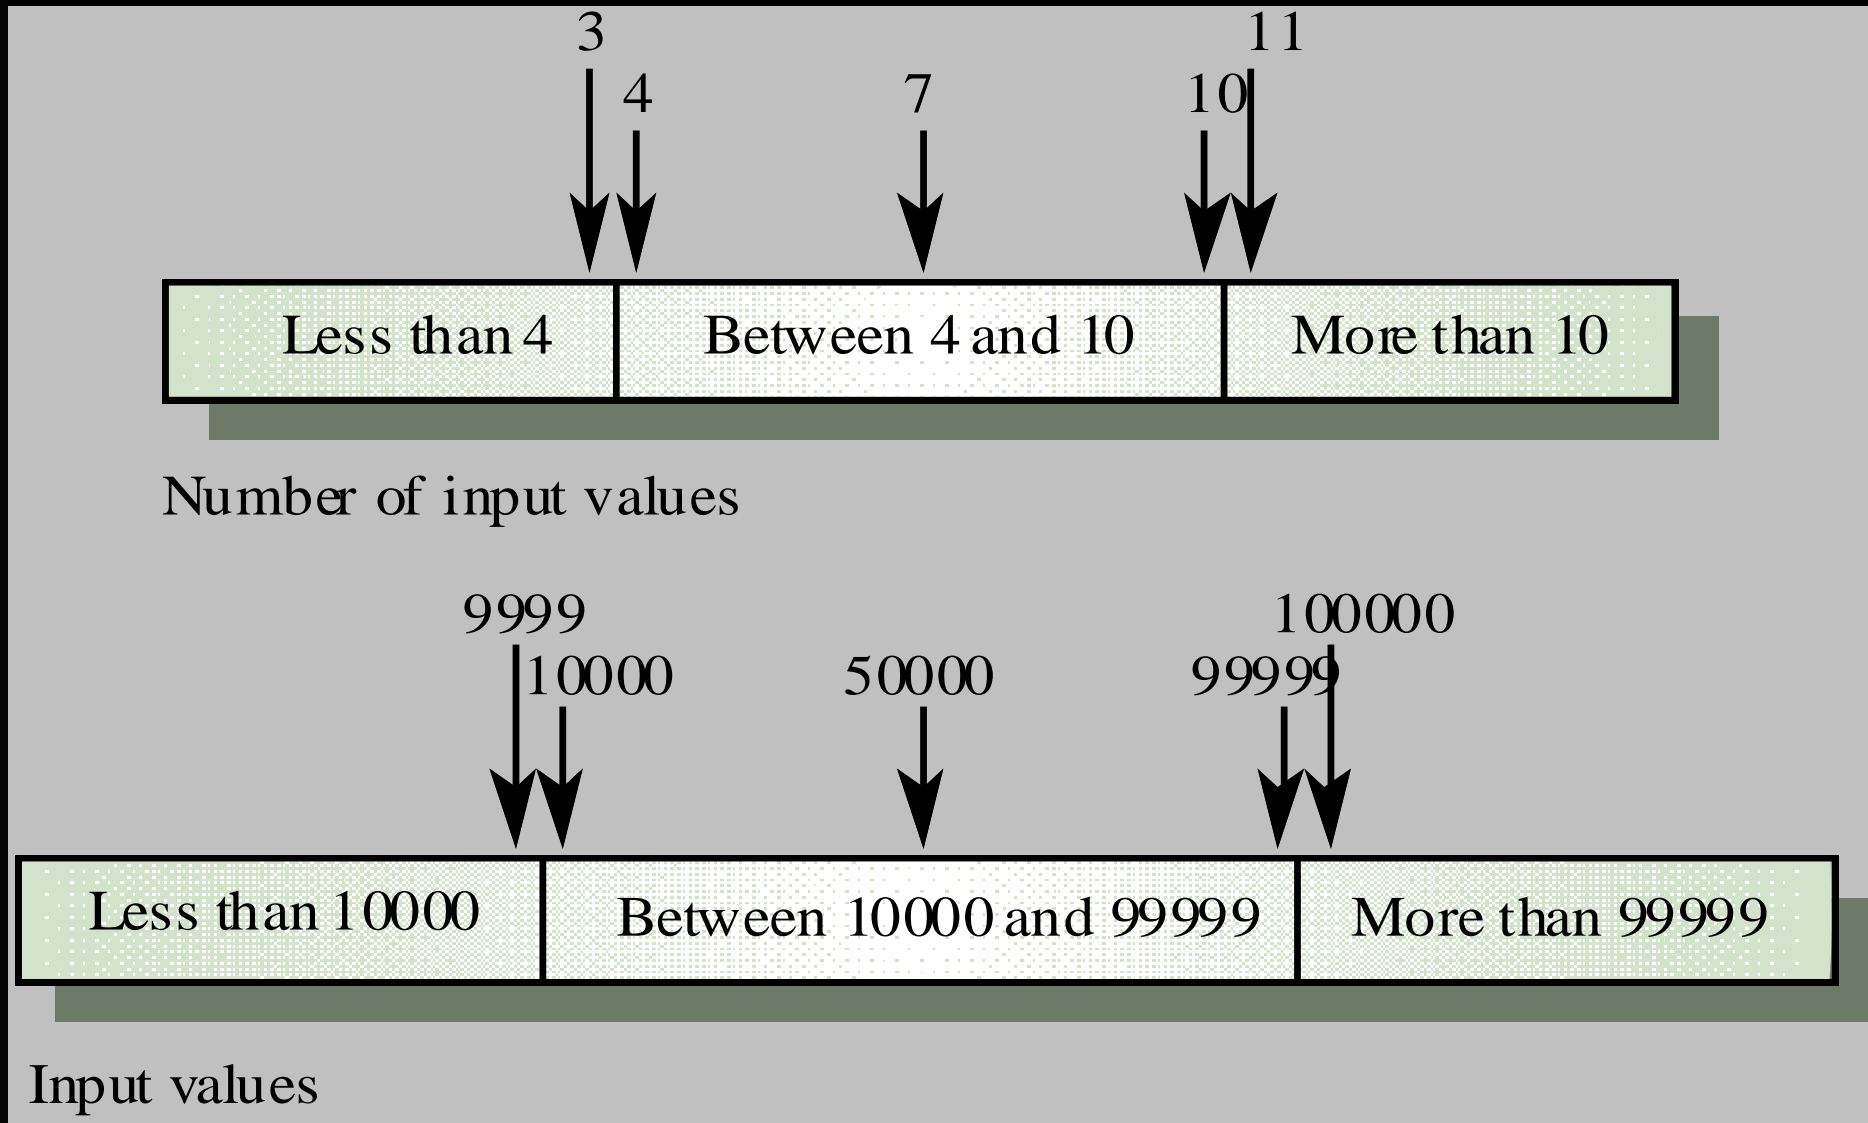 3 11
4 7 10
Less than 4 Between 4 and 10 More than 10
Number of input values
9999 100000
10000 50000 99999
Less than 10000 Between 10000 and 99999 More than 99999
Input values